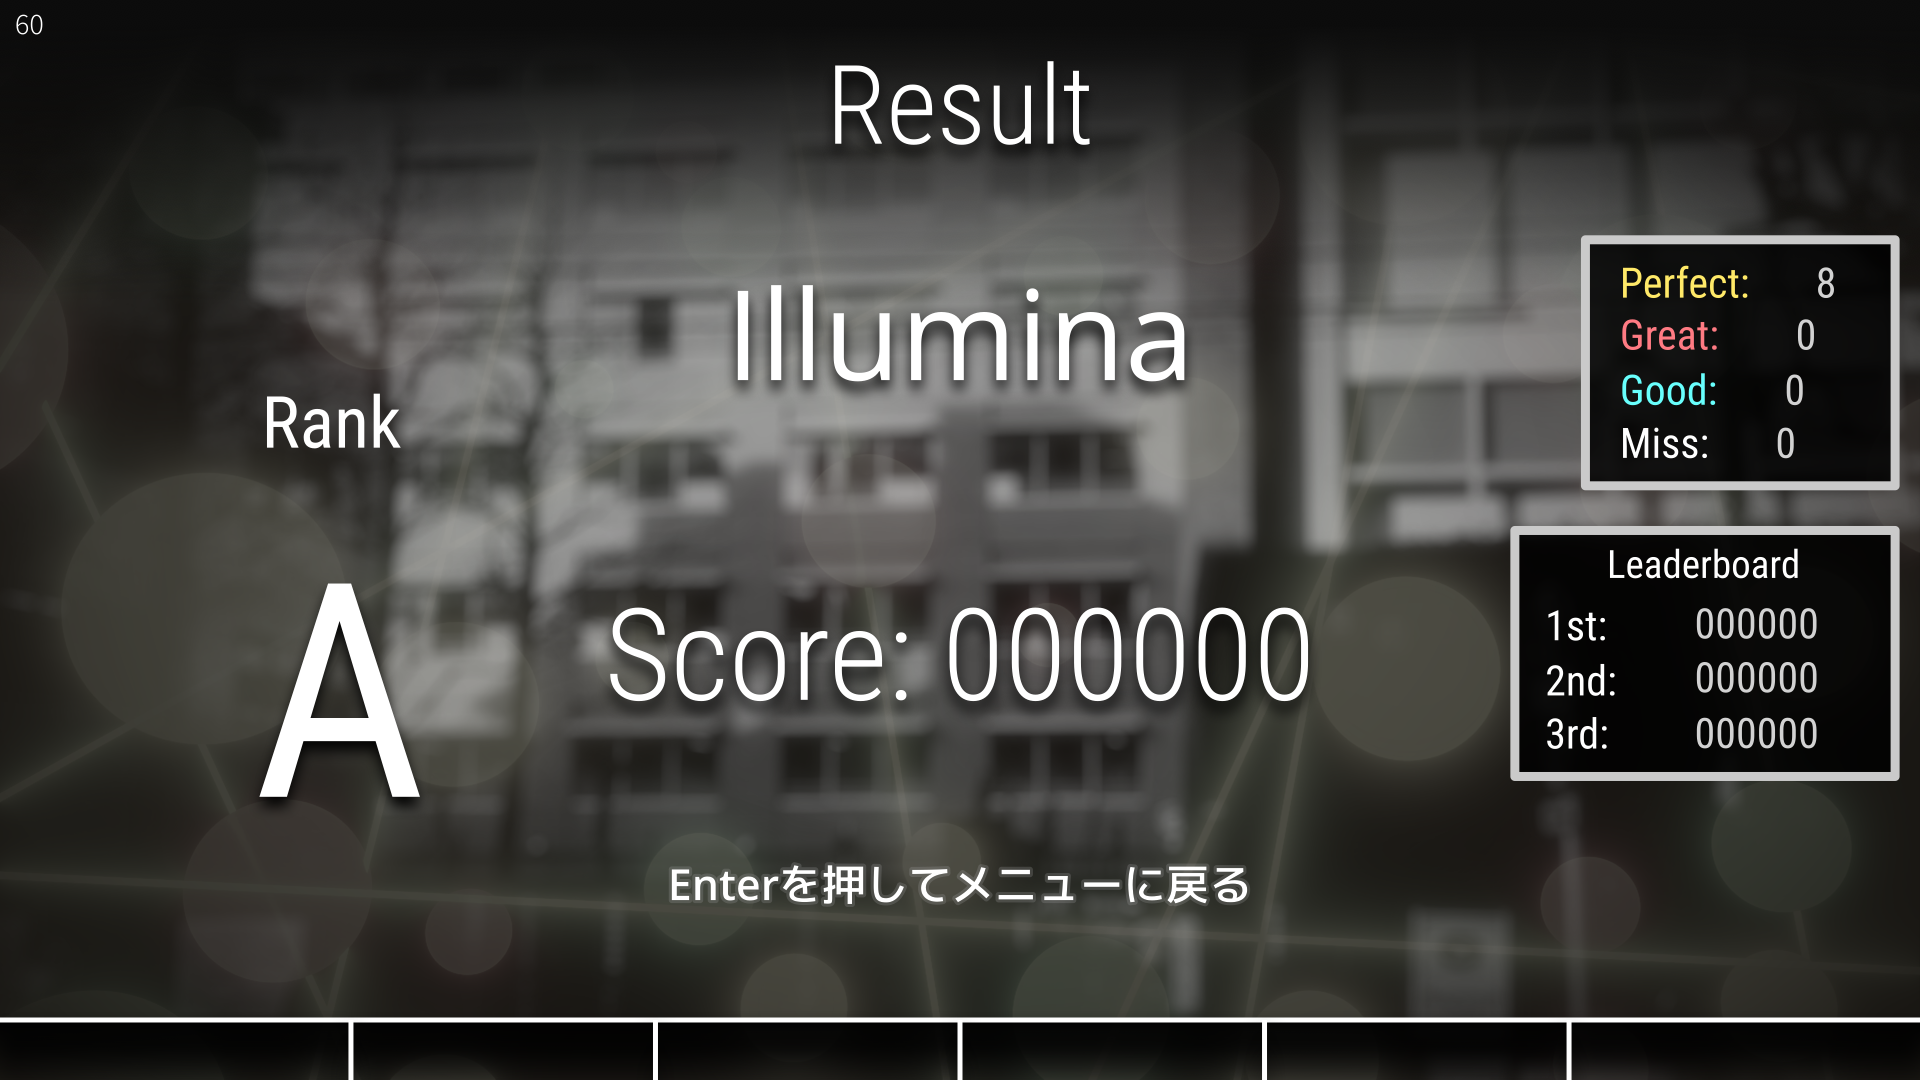 60
Result
Illumina
Rank
A
Score: 000000
Perfect: 8
Great: 0
Good: 0
Miss: 0
Leaderboard
1st: 000000
2nd: 000000
3rd: 000000
Enterを押してメニューに戻る